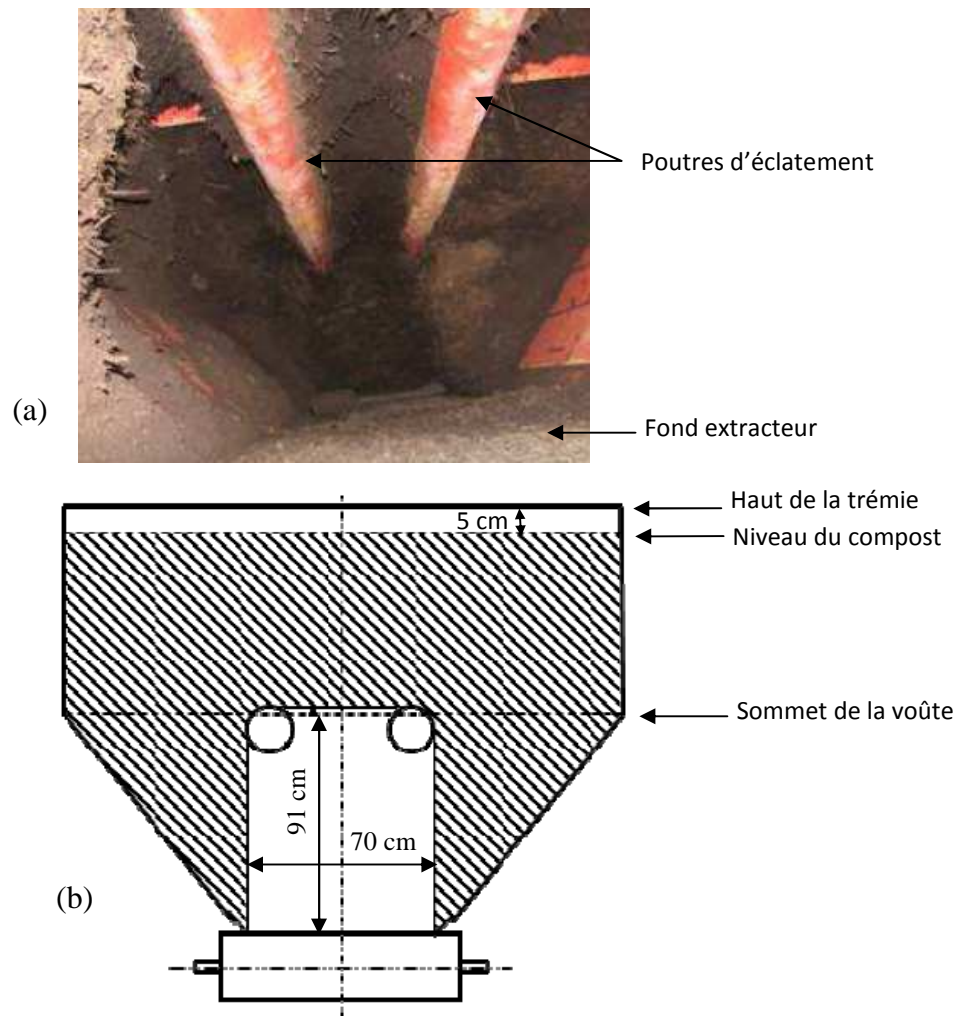 Poutres d’éclatement
(a)
Fond extracteur
Haut de la trémie
5 cm
Niveau du compost
Sommet de la voûte
91 cm
70 cm
(b)